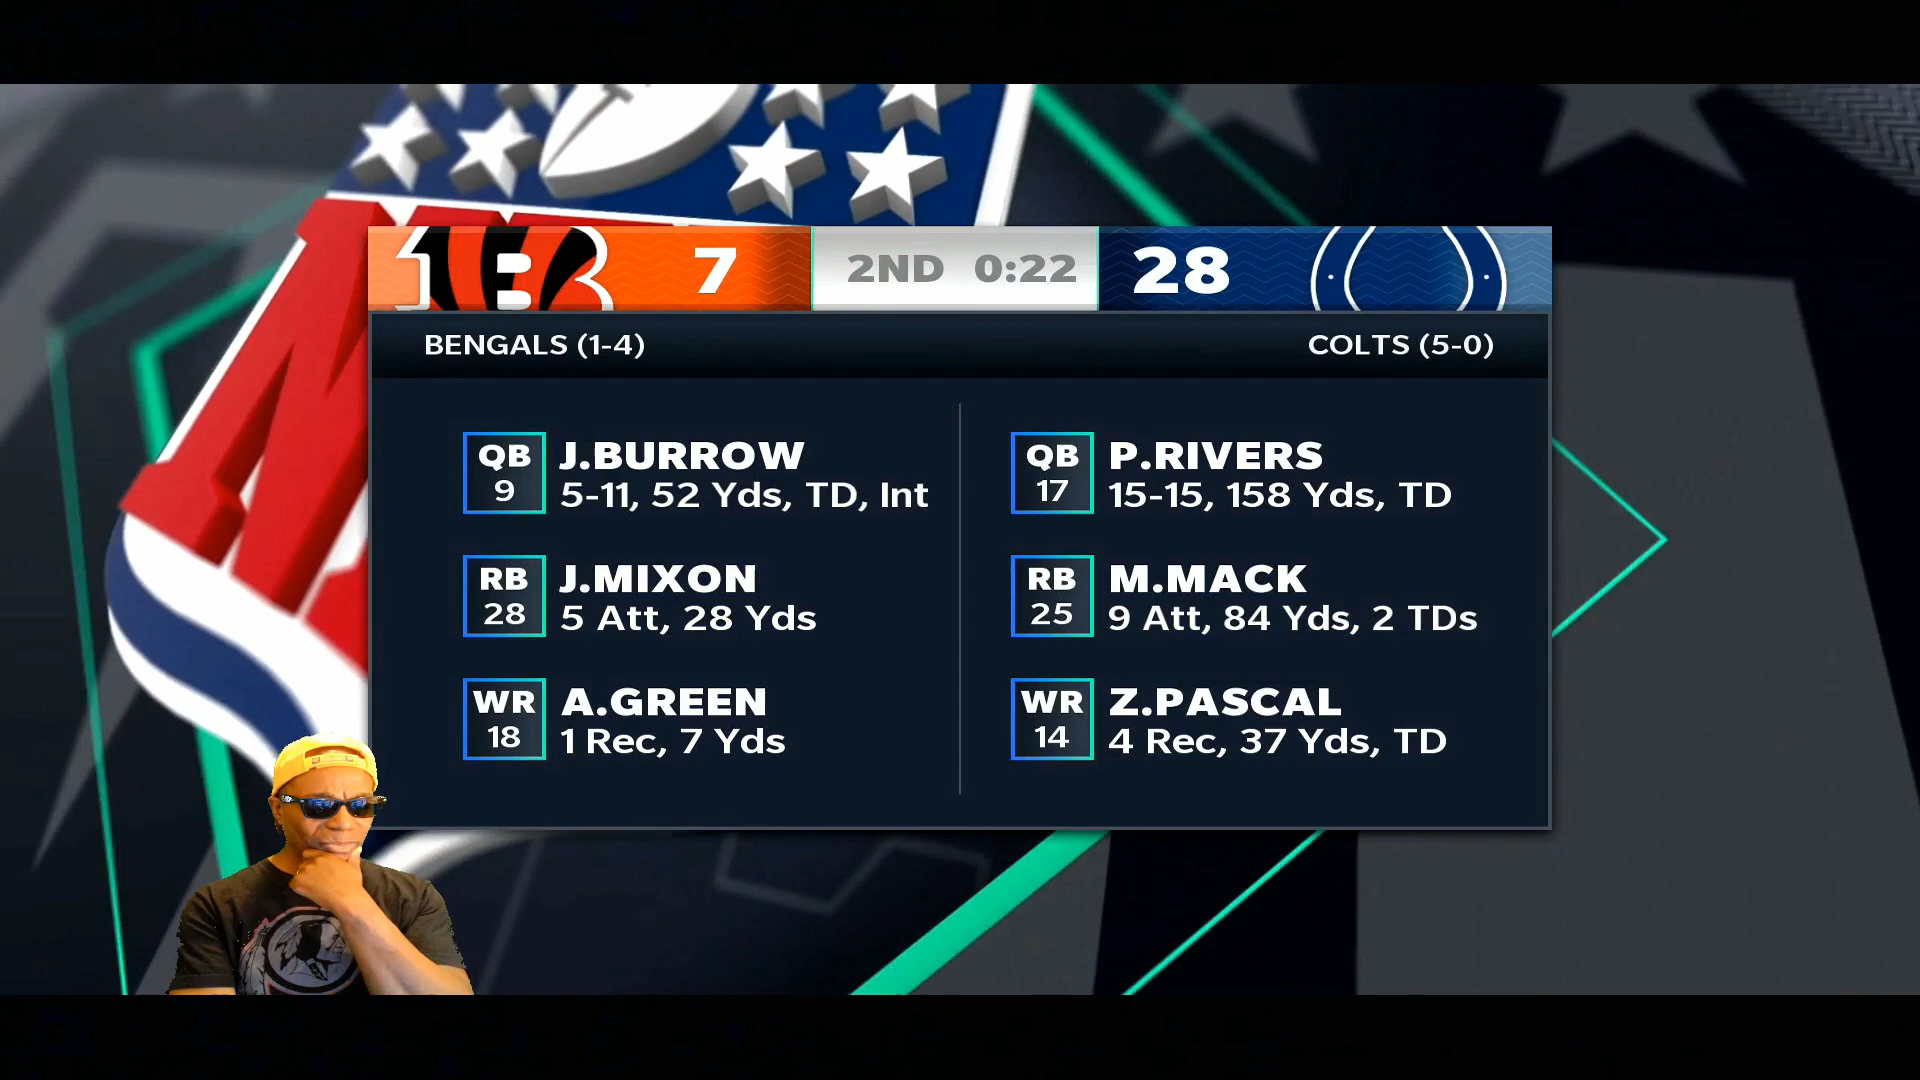 7
2ND 0:22
28
BENGALS (1-4)
COLTS (5-0)
QB
9
J.BURROW
5-11, 52 Yds, TD, Int
RB
28
J.MIXON
5 Att, 28 Yds
WR
18
A.GREEN
1 Rec, 7 Yds
QB
17
P.RIVERS
15-15, 158 Yds, TD
RB
25
M.MACK
9 Att, 84 Yds, 2 TDs
WR
14
Z.PASCAL
4 Rec, 37 Yds, TD